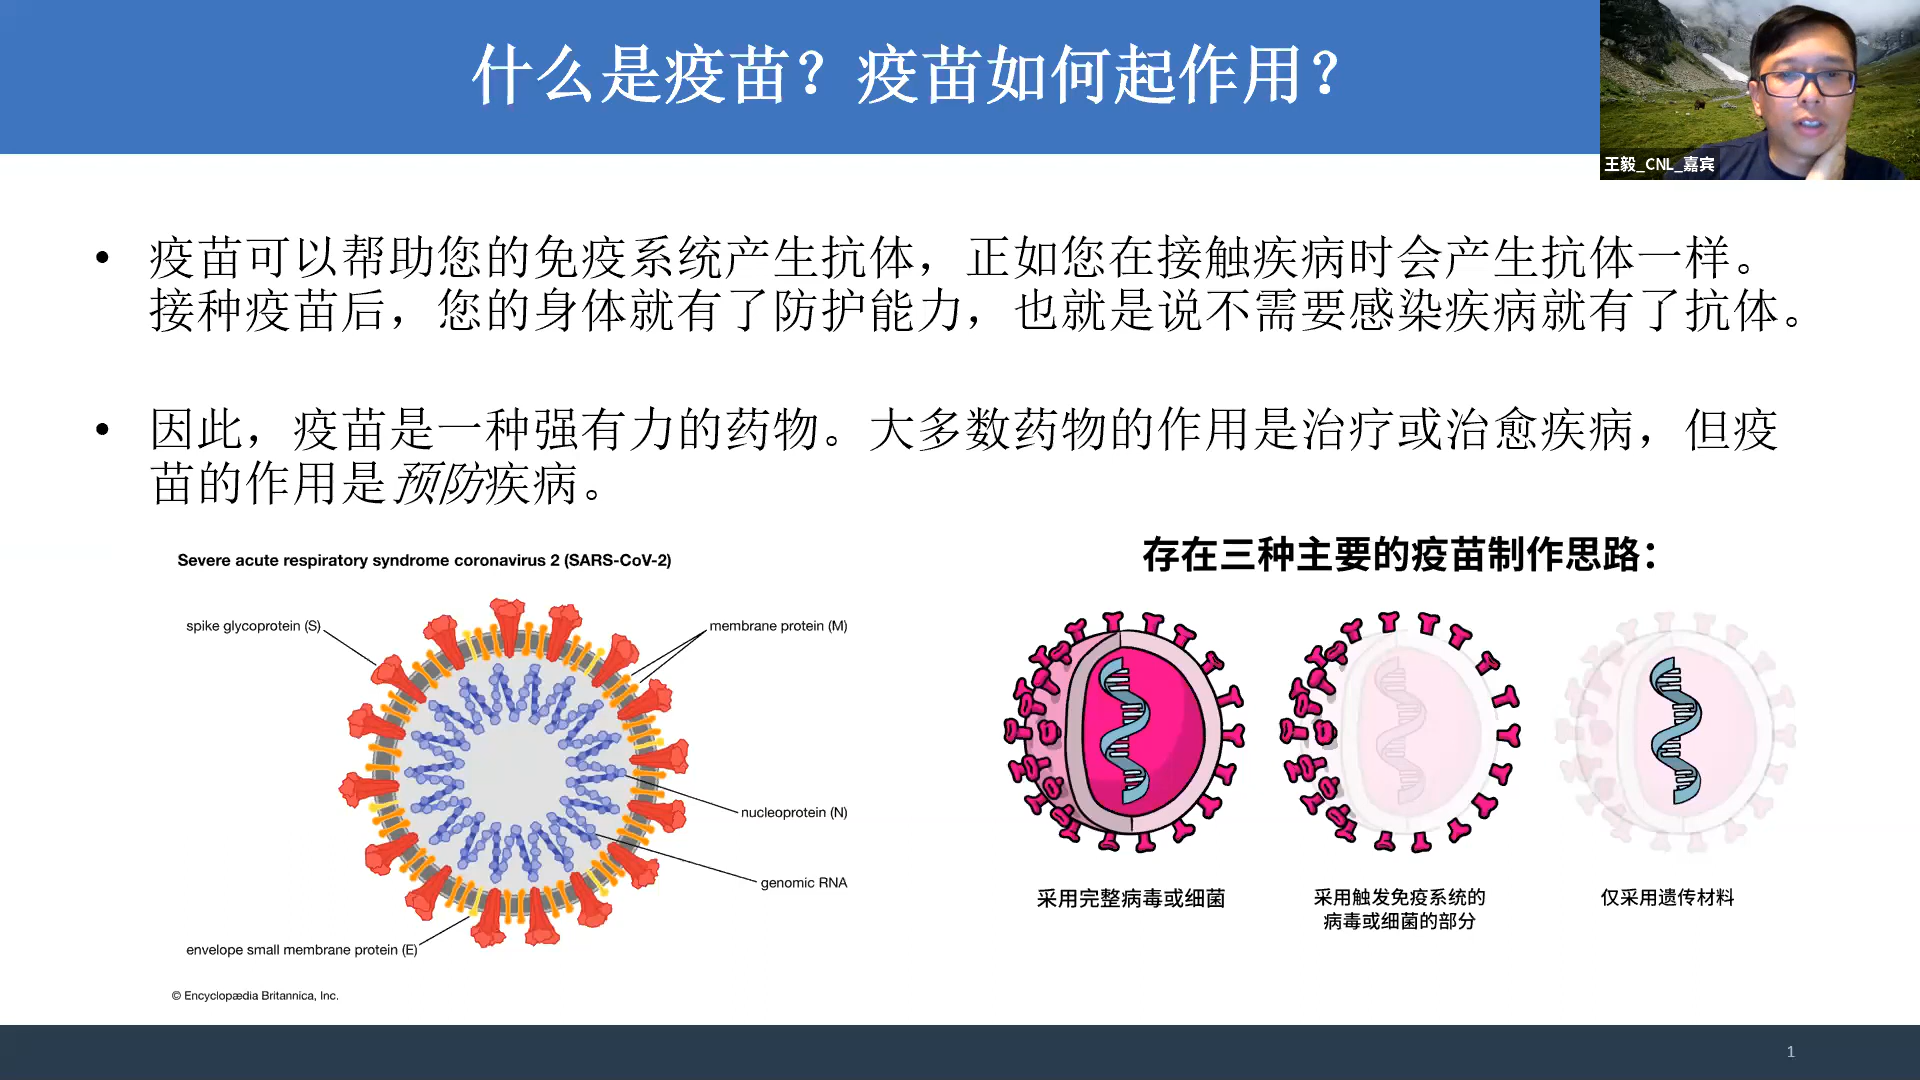 什么是疫苗？疫苗如何起作用？
王毅_CNL_嘉宾
• 疫苗可以帮助您的免疫系统产生抗体，正如您在接触疾病时会产生抗体一样。
接种疫苗后，您的身体就有了防护能力，也就是说不需要感染疾病就有了抗体。
• 因此，疫苗是一种强有力的药物。大多数药物的作用是治疗或治愈疾病，但疫
苗的作用是预防疾病。
Severe acute respiratory syndrome coronavirus 2 (SARS-CoV-2)
spike glycoprotein (S)
membrane protein (M)
nucleoprotein (N)
genomic RNA
envelope small membrane protein (E)
© Encyclopædia Britannica, Inc.
存在三种主要的疫苗制作思路：
采用完整病毒或细菌
采用触发免疫系统的
病毒或细菌的部分
仅采用遗传材料
1